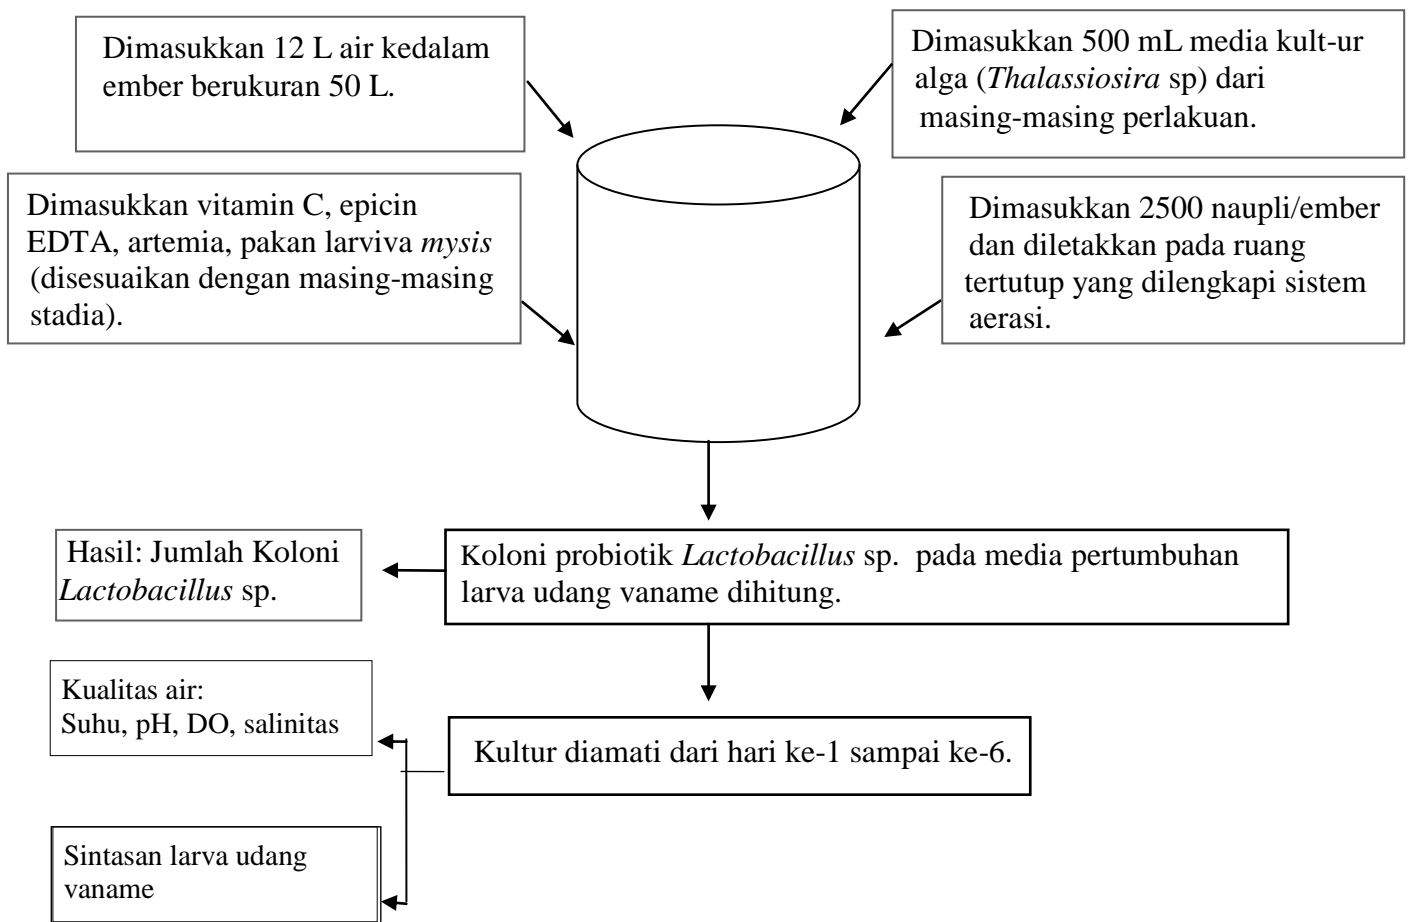 Dimasukkan 12 L air kedalam
ember berukuran 50 L.
Dimasukkan 500 mL media kult-ur
alga (Thalassiosira sp) dari
masing-masing perlakuan.
Dimasukkan vitamin C, epicin
EDTA, artemia, pakan larviva mysis
(disesuaikan dengan masing-masing
stadia).
Dimasukkan 2500 naupli/ember
dan diletakkan pada ruang
tertutup yang dilengkapi sistem
aerasi.
Hasil: Jumlah Koloni
Lactobacillus sp.
Koloni probiotik Lactobacillus sp. pada media pertumbuhan
larva udang vaname dihitung.
Kualitas air:
Suhu, pH, DO, salinitas
Kultur diamati dari hari ke-1 sampai ke-6.
Sintasan larva udang
vaname